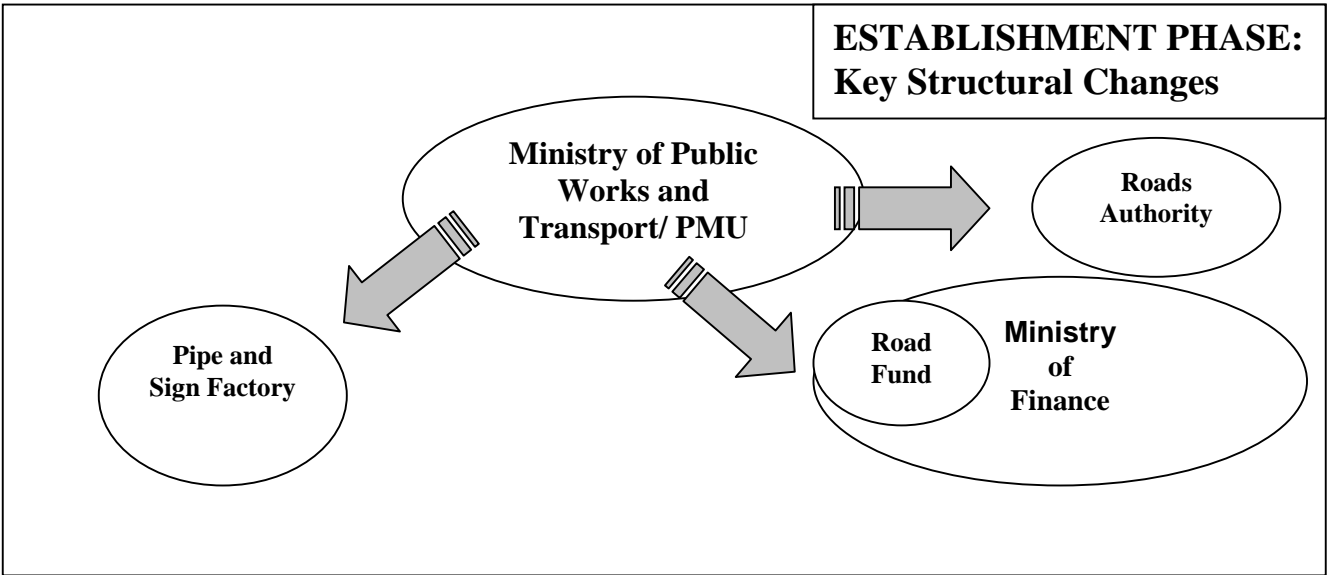 ESTABLISHMENT PHASE:
Key Structural Changes
Ministry of Public
Works and
Transport/ PMU
Roads
Authority
Pipe and
Sign Factory
Road
Fund
Ministry
of
Finance